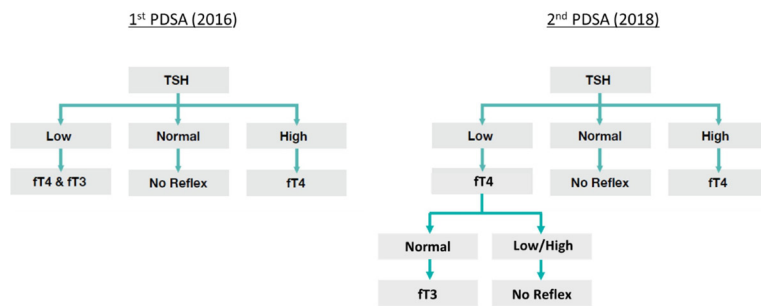 1st PDSA (2016)
TSH
Low
Normal
High
fT4 & fT3
No Reflex
fT4
2nd PDSA (2018)
TSH
Low
Normal
High
fT4
No Reflex
fT4
Normal
Low/High
fT3
No Reflex